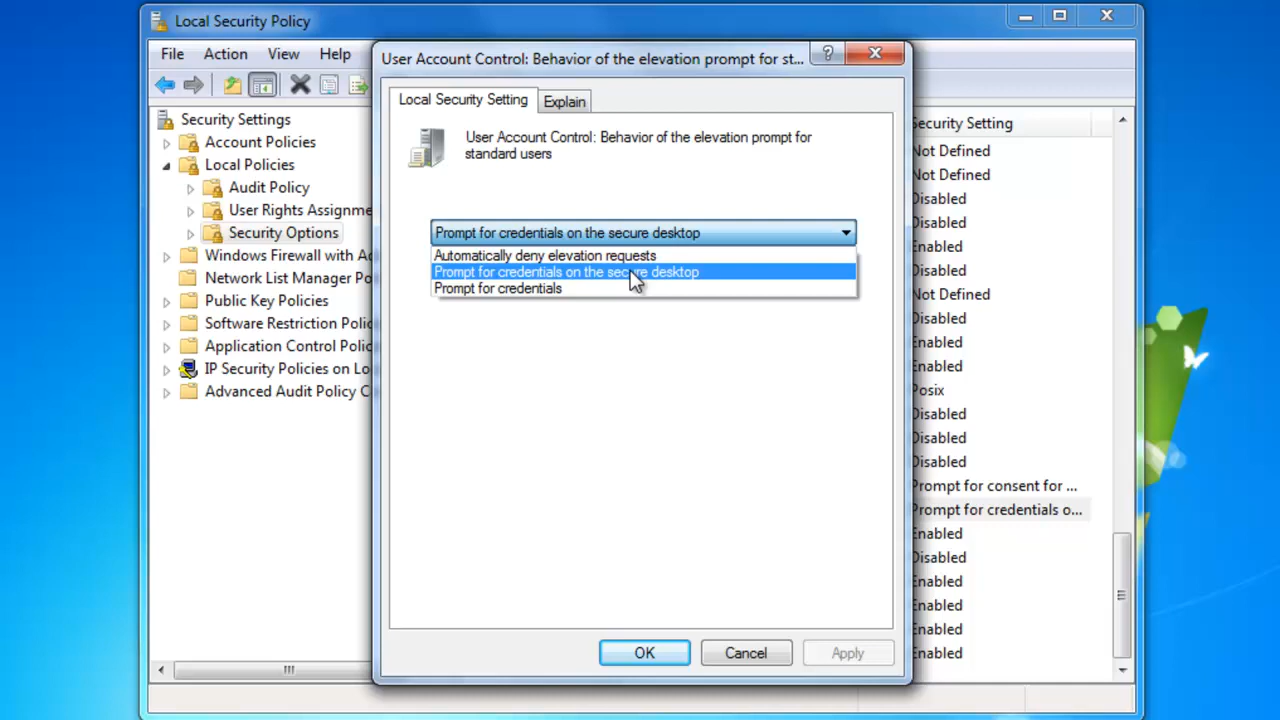 Local Security Policy
File Action View Help
Security Settings
Account Policies
Local Policies
Audit Policy
User Rights Assignme
Security Options
Windows Firewall with Ad
Network List Manager Po
Public Key Policies
Software Restriction Polic
Application Control Polic
IP Security Policies on Lo
Advanced Audit Policy C
User Account Control: Behavior of the elevation prompt for st...
Local Security Setting Explain
User Account Control: Behavior of the elevation prompt for
standard users
Prompt for credentials on the secure desktop
Automatically deny elevation requests
Prompt for credentials on the secure desktop
Prompt for credentials
OK Cancel Apply
Security Setting
Not Defined
Not Defined
Disabled
Disabled
Enabled
Disabled
Not Defined
Disabled
Enabled
Enabled
Posix
Disabled
Disabled
Disabled
Prompt for consent for ...
Prompt for credentials o...
Enabled
Disabled
Enabled
Enabled
Enabled
Enabled